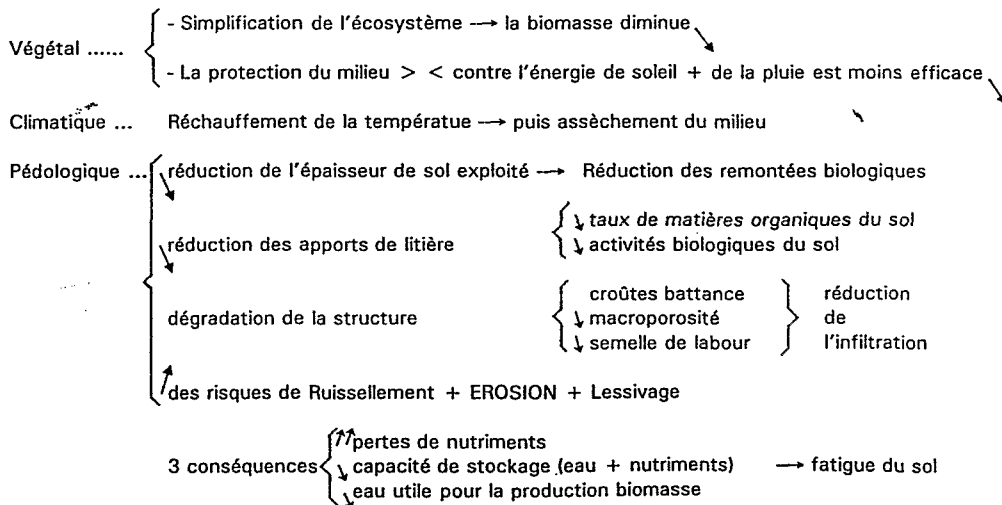 - Simplification de l'écosystème → la biomasse diminue ↘
Végétal ......
- La protection du milieu > < contre l'énergie de soleil + de la pluie est moins efficace ↘
Climatique ... Réchauffement de la températue → puis assèchement du milieu
Pédologique ... réduction de l'épaisseur de sol exploité → Réduction des remontées biologiques
↘ taux de matières organiques du sol
↘ réduction des apports de litière
↘ activités biologiques du sol
croûtes battance réduction
dégradation de la structure ↘ macroporosité de
↘ semelle de labour l'infiltration
↗ des risques de Ruissellement + EROSION + Lessivage
↗↗ pertes de nutriments
3 conséquences ↘ capacité de stockage (eau + nutriments) → fatigue du sol
↘ eau utile pour la production biomasse